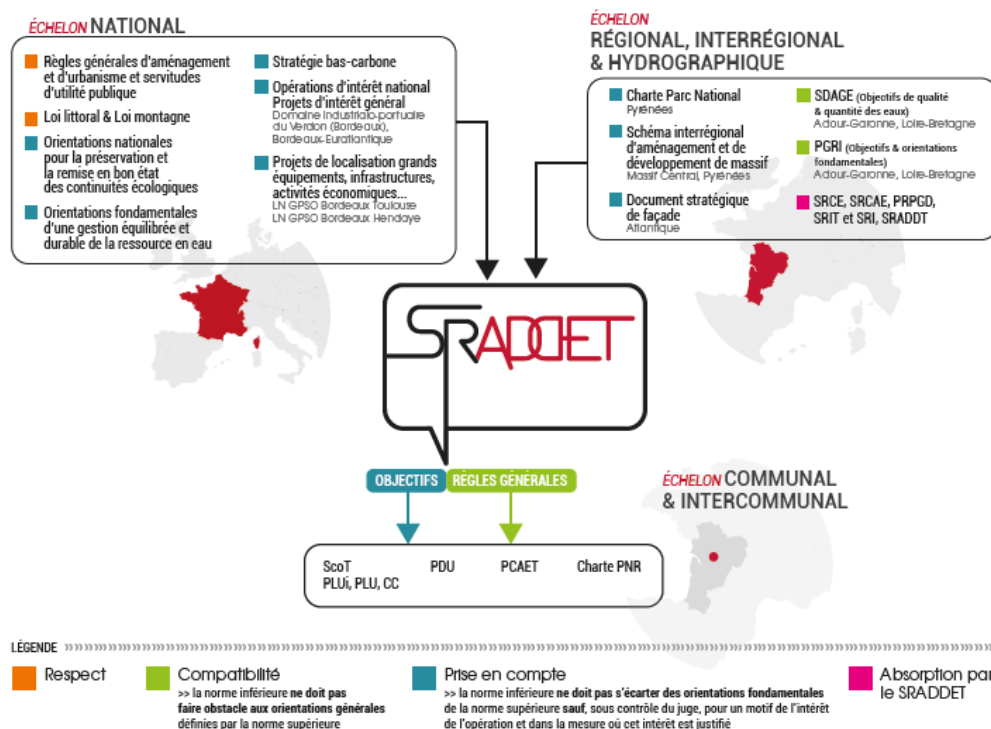 ÉCHELON NATIONAL
Règles générales d'aménagement
et d'urbanisme et servitudes
d'utilité publique
Loi littoral & Loi montagne
Orientations nationales
pour la préservation et
la remise en bon état
des continuités écologiques
Orientations fondamentales
d'une gestion équilibrée et
durable de la ressource en eau
Stratégie bas-carbone
Opérations d'intérêt national
Projets d'intérêt général
Domaine industrialo-portuaire
du Verdon (Bordeaux),
Bordeaux-Euratlantique
Projets de localisation grands
équipements, infrastructures,
activités économiques...
LN GPSO Bordeaux Toulouse
LN GPSO Bordeaux Hendaye
ÉCHELON
RÉGIONAL, INTERRÉGIONAL
& HYDROGRAPHIQUE
Charte Parc National
Pyrénées
Schéma interrégional
d'aménagement et de
développement de massif
Massif Central, Pyrénées
Document stratégique
de façade
Atlantique
SDAGE (Objectifs de qualité
& quantité des eaux)
Adour-Garonne, Loire-Bretagne
PGRI (Objectifs & orientations
fondamentales)
Adour-Garonne, Loire-Bretagne
SRCE, SRCAE, PRPGD,
SRIT et SRI, SRADDT
SRADDET
OBJECTIFS
RÉGLES GÉNÉRALES
ÉCHELON COMMUNAL
& INTERCOMMUNAL
ScoT
PLUi, PLU, CC
PDU
PCAET
Charte PNR
LÉGENDE
Respect
Compatibilité
>> la norme inférieure ne doit pas
faire obstacle aux orientations générales
définies par la norme supérieure
Prise en compte
>> la norme inférieure ne doit pas s'écarter des orientations fondamentales
de la norme supérieure sauf, sous contrôle du juge, pour un motif de l'intérêt
de l'opération et dans la mesure où cet intérêt est justifié
Absorption par
le SRADDET